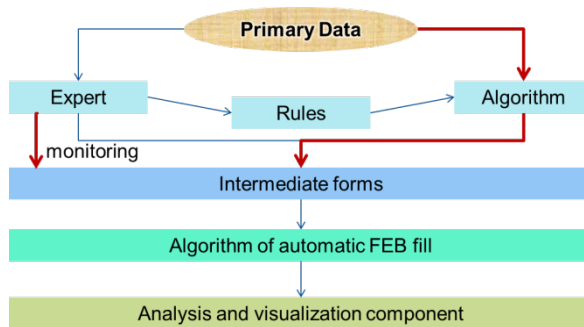 Primary Data
Expert
Rules
Algorithm
monitoring
Intermediate forms
Algorithm of automatic FEB fill
Analysis and visualization component